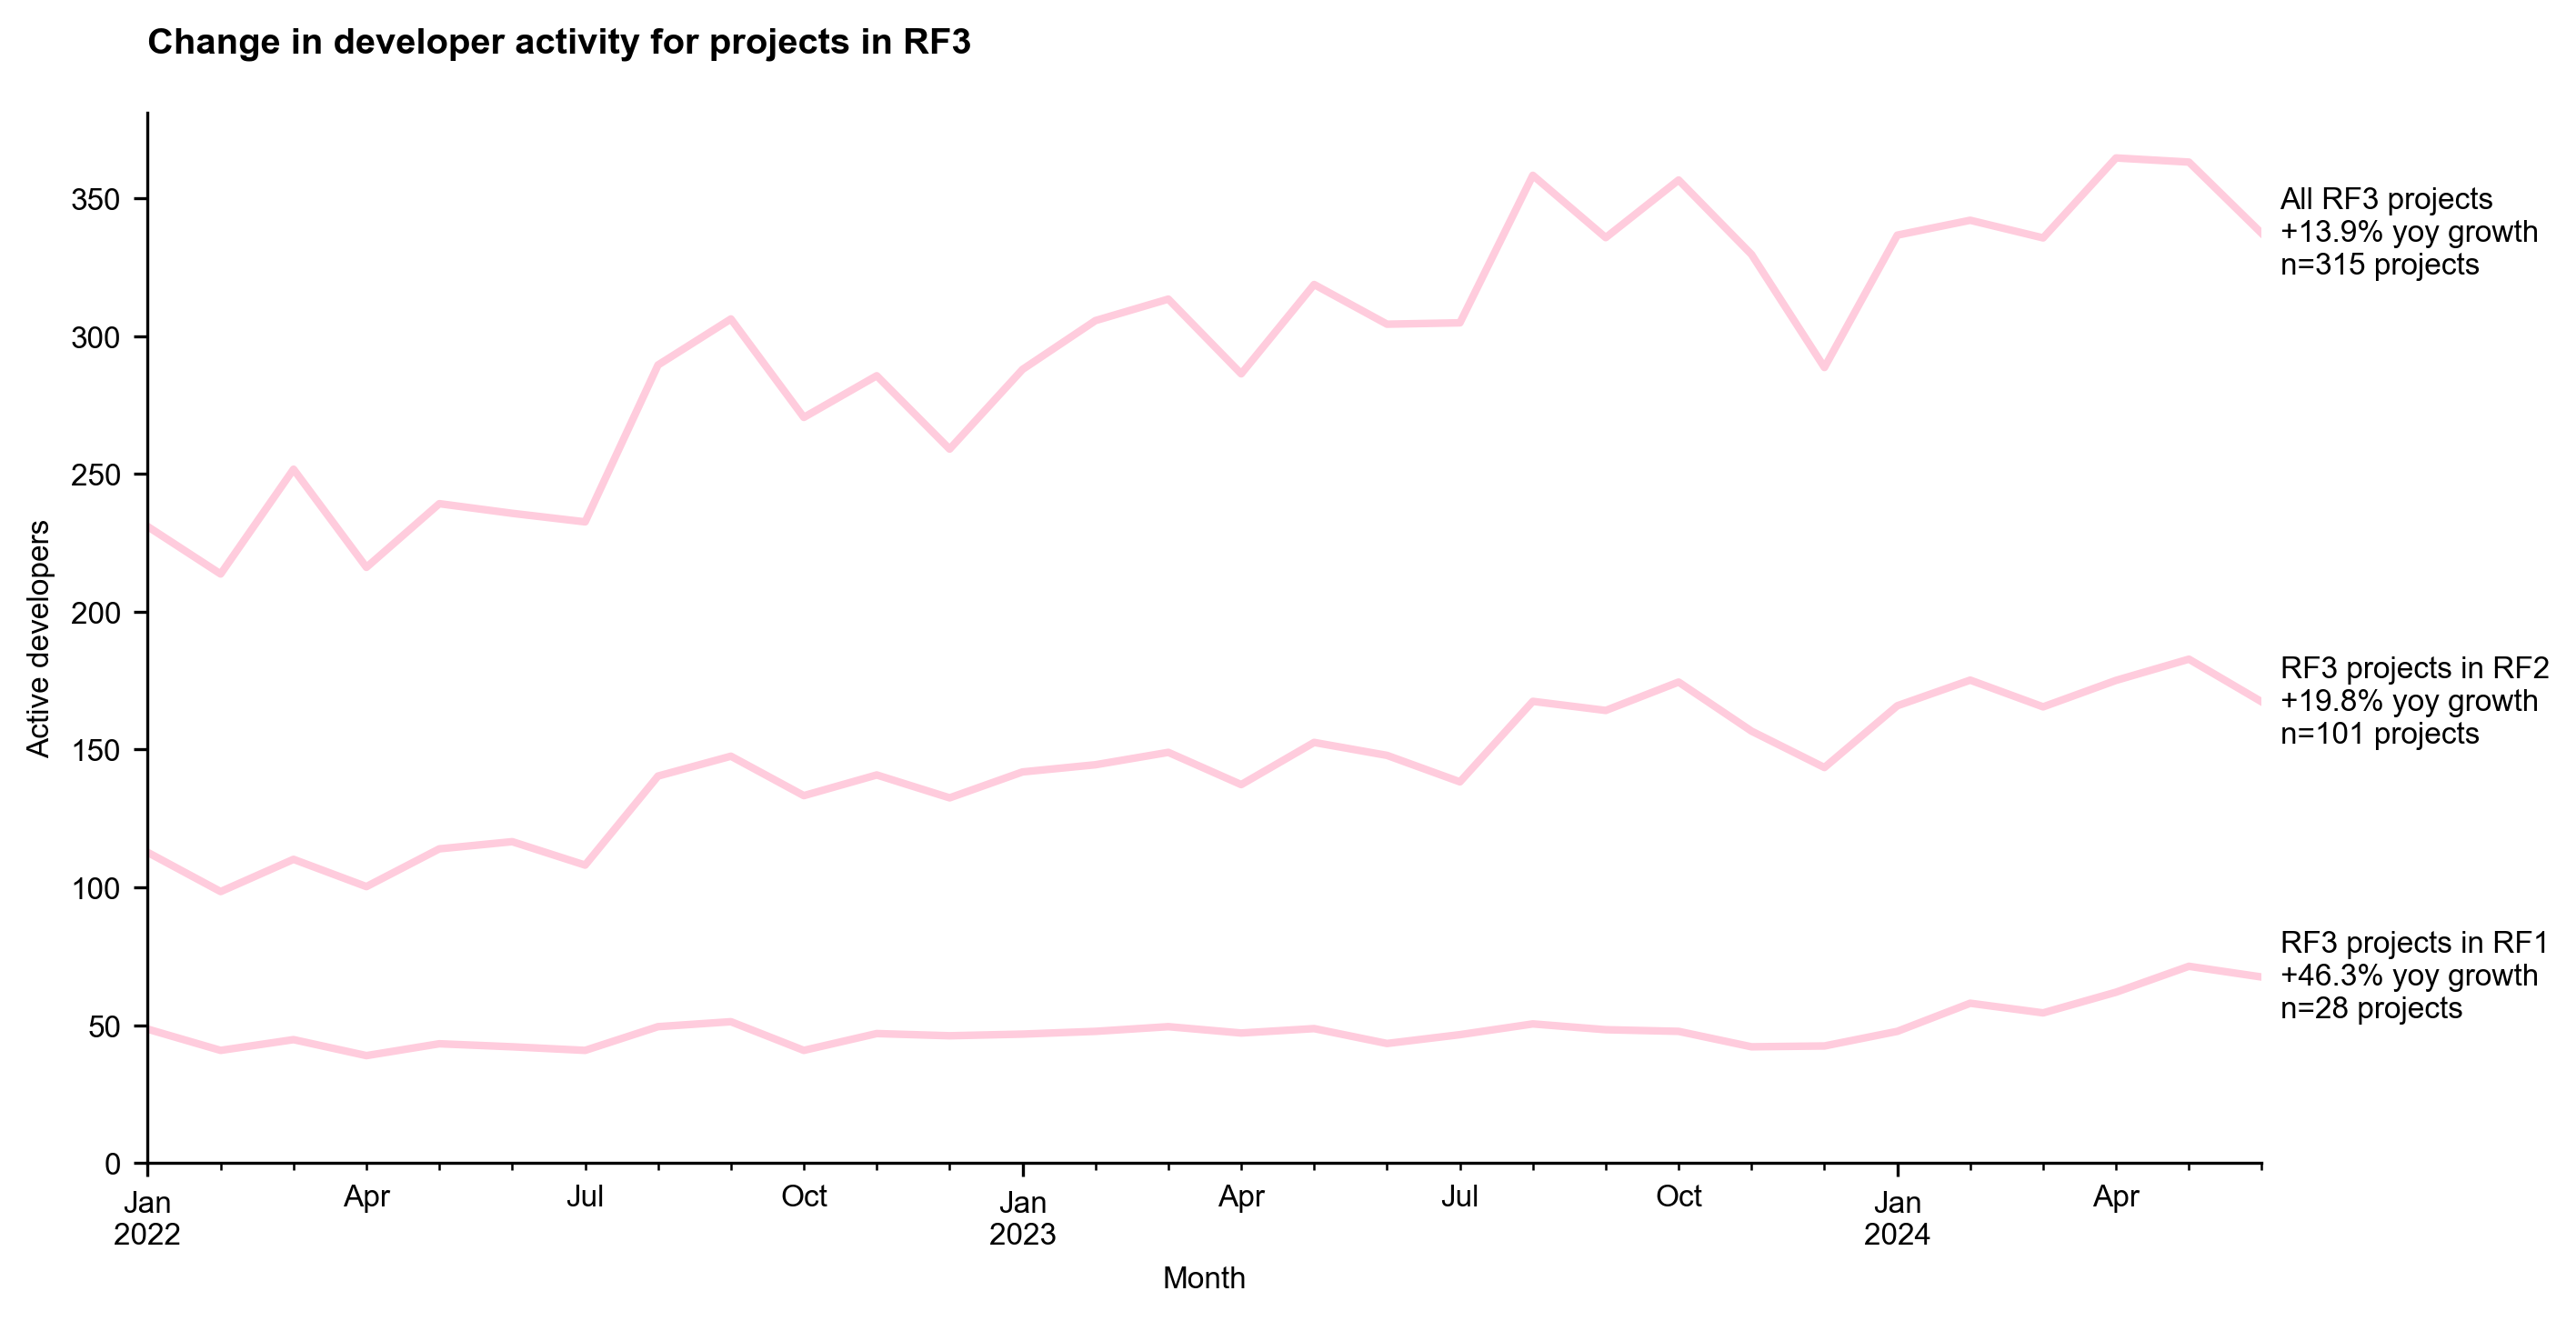 Change in developer activity for projects in RF3
350
300
250
200
150
100
50
0
Active developers
All RF3 projects
+13.9% yoy growth
n=315 projects
RF3 projects in RF2
+19.8% yoy growth
n=101 projects
RF3 projects in RF1
+46.3% yoy growth
n=28 projects
Jan Apr Jul Oct Jan Apr Jul Oct Jan Apr
2022 2023 2024
Month